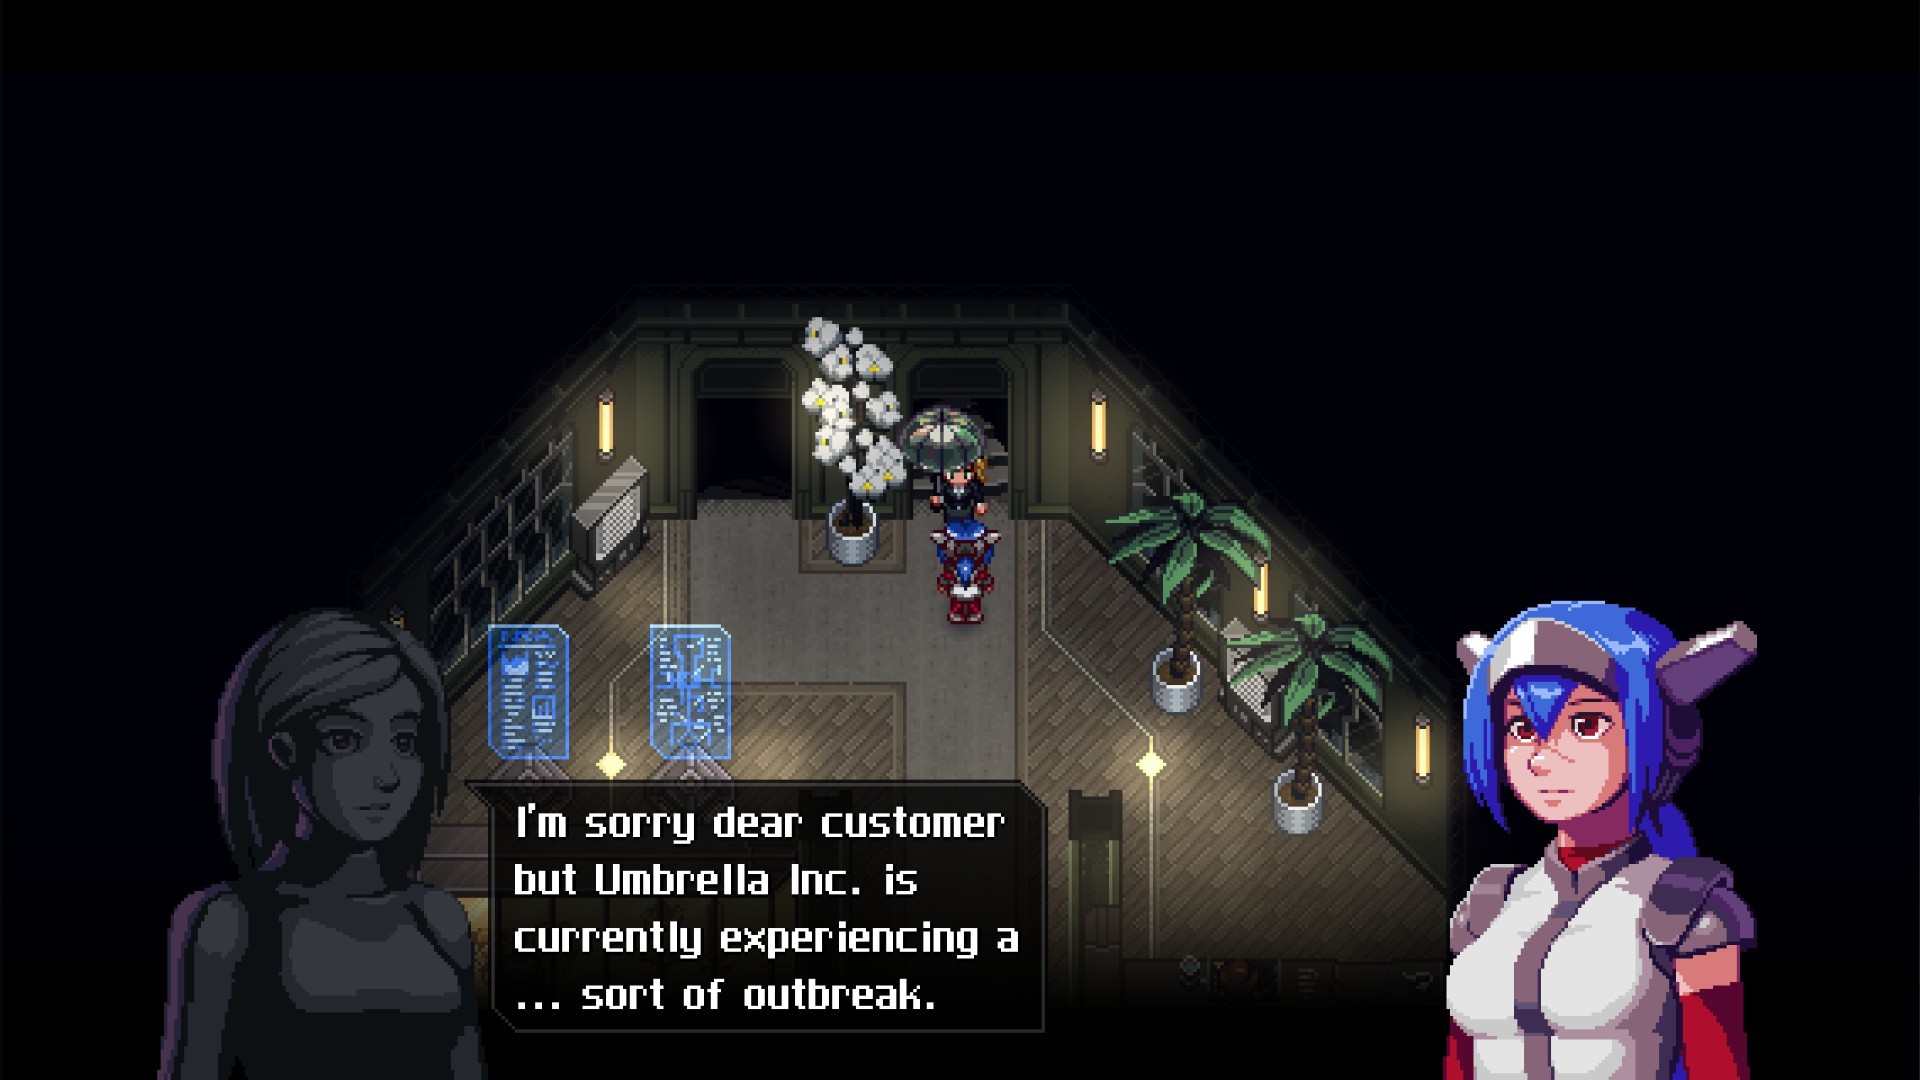 I'm sorry dear customer
but Umbrella Inc. is
currently experiencing a
... sort of outbreak.